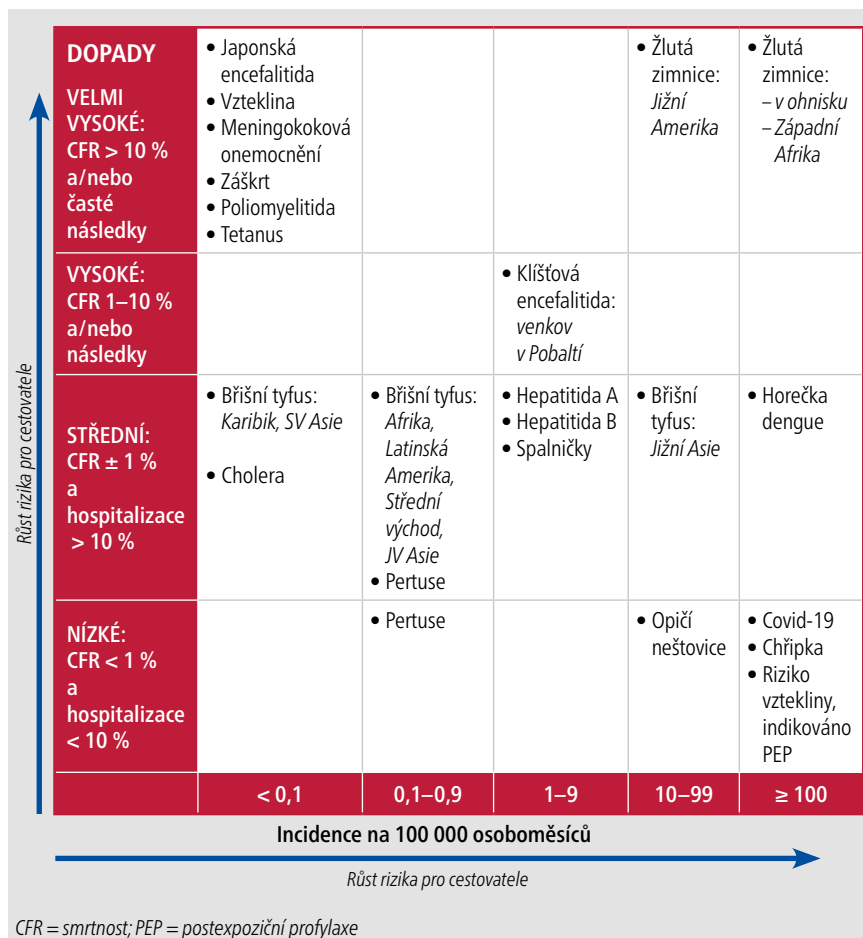 DOPADY
VELMI
VYSOKÉ:
CFR > 10 %
a/nebo
časté
následky
• Japonská
encefalitida
• Vzteklina
• Meningokoková
onemocnění
• Záškrt
• Poliomyelitida
• Tetanus
• Žlutá
zimnice:
Jižní
Amerika
• Žlutá
zimnice:
– v ohnisku
– Západní
Afrika
VYSOKÉ:
CFR 1–10 %
a/nebo
následky
• Klíšťová
encefalitida:
venkov
v Pobaltí
STŘEDNÍ:
CFR ± 1 %
a
hospitalizace
> 10 %
• Břišní tyfus:
Karibik, SV Asie
• Cholera
• Břišní tyfus:
Afrika,
Latinská
Amerika,
Střední
východ,
JV Asie
• Pertuse
• Hepatitida A
• Hepatitida B
• Spalničky
• Břišní
tyfus:
Jižní Asie
• Horečka
dengue
NÍZKÉ:
CFR < 1 %
a
hospitalizace
< 10 %
• Pertuse
• Opičí
neštovice
• Covid-19
• Chřipka
• Riziko
vztekliny,
indikováno
PEP
< 0,1
0,1–0,9
1–9
10–99
≥ 100
Růst rizika pro cestovatele
Incidence na 100 000 osoboměsíců
Růst rizika pro cestovatele
CFR = smrtnost; PEP = postexpoziční profylaxe